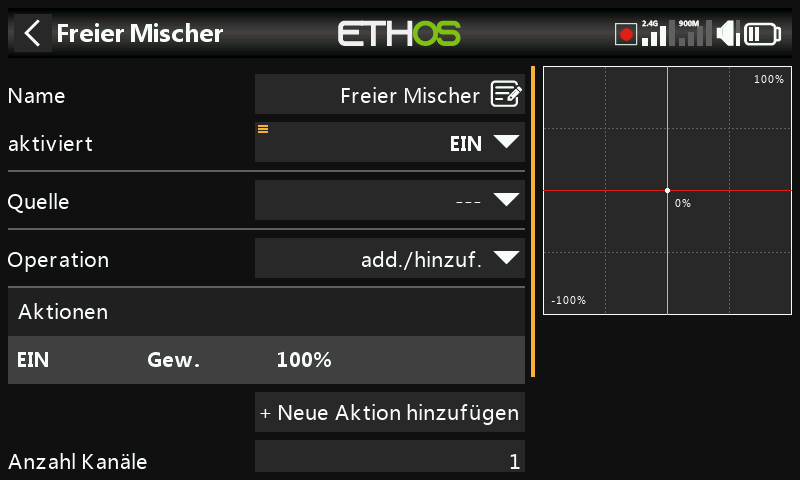 Freier Mischer
ETHOS
2.4G
900M
Name
Freier Mischer
aktiviert
EIN
Quelle
---
Operation
add./hinzuf.
Aktionen
EIN Gew. 100%
+ Neue Aktion hinzufügen
Anzahl Kanäle
1
100%
0%
-100%